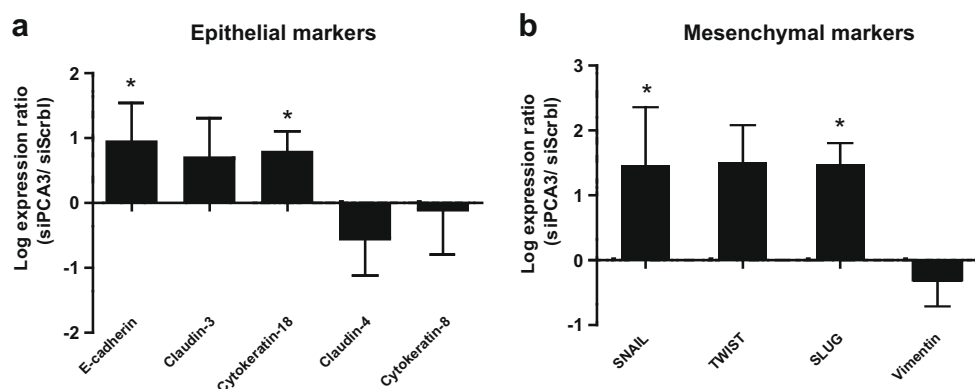 a
Epithelial markers
Log expression ratio
(siPCA3/ siScrbl)
2
1
0
-1
-2
*
*
E-cadherin
Claudin-3
Cytokeratin-18
Claudin-4
Cytokeratin-8
b
Mesenchymal markers
Log expression ratio
(siPCA3/ siScrbl)
3
2
1
0
-1
*
*
SNAIL
TWIST
SLUG
Vimentin